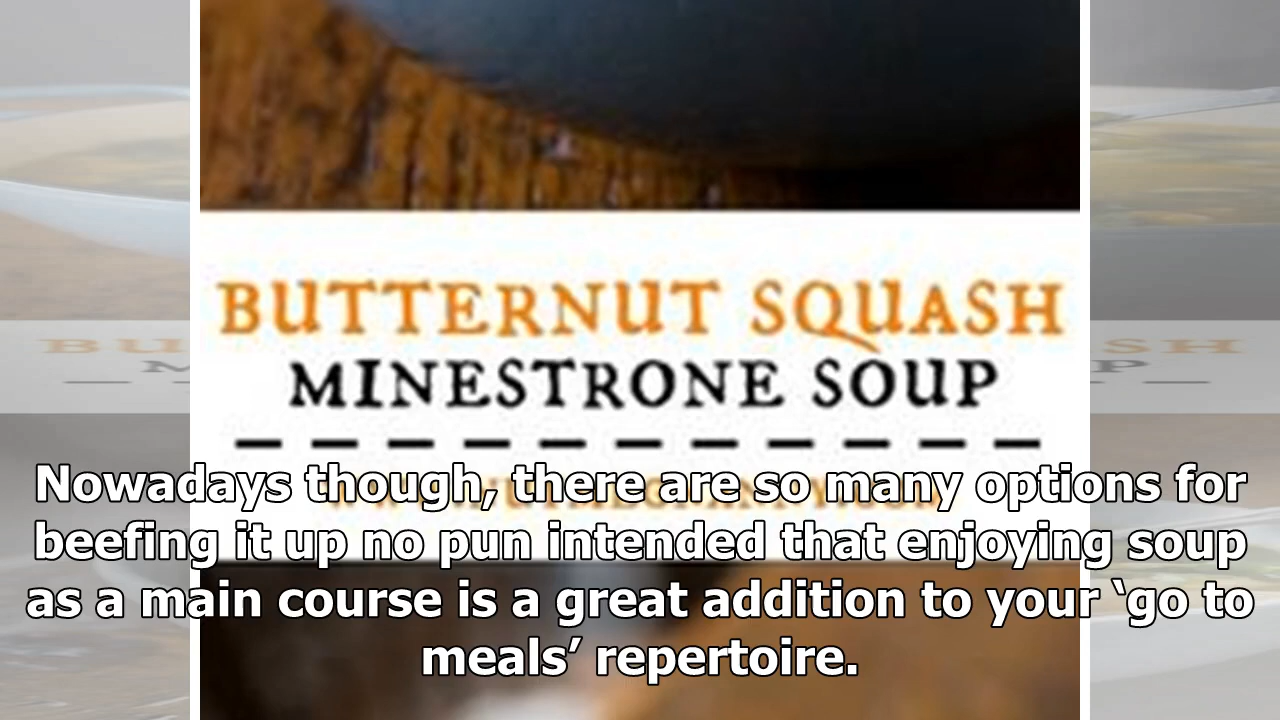 BUTTERNUT SQUASH
MINESTRONE SOUP
Nowadays though, there are so many options for
beefing it up no pun intended that enjoying soup
as a main course is a great addition to your ‘go to
meals’ repertoire.